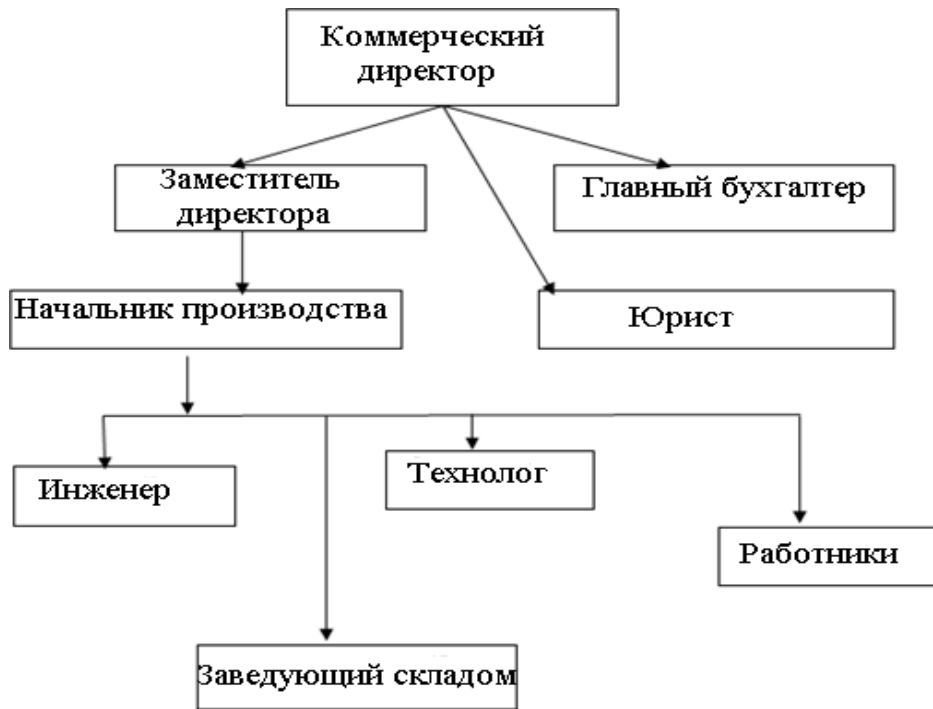 Коммерческий
директор
Заместитель
директора
Главный бухгалтер
Начальник производства
Юрист
Инженер
Технолог
Работники
Заведующий складом